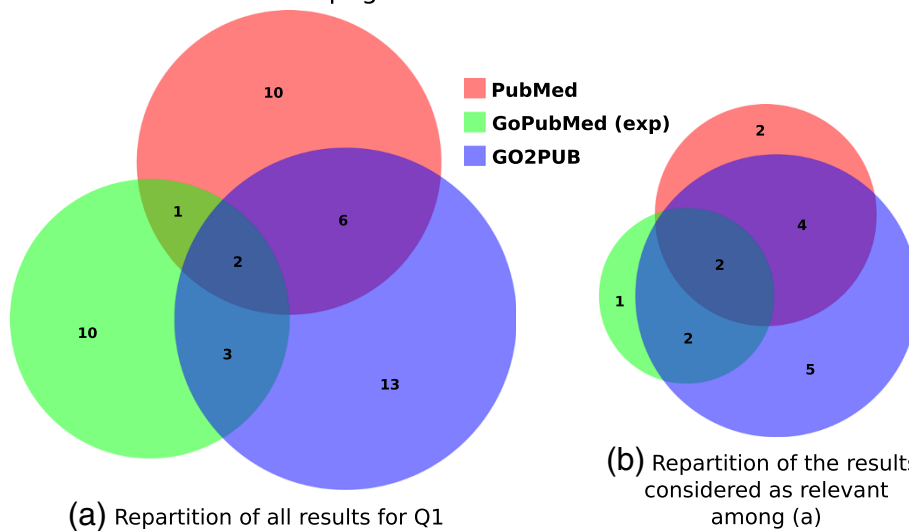 10
PubMed
GoPubMed (exp)
GO2PUB
1
6
2
10
3
13
(a) Repartition of all results for Q1
2
4
2
1
2
5
(b) Repartition of the results
considered as relevant
among (a)